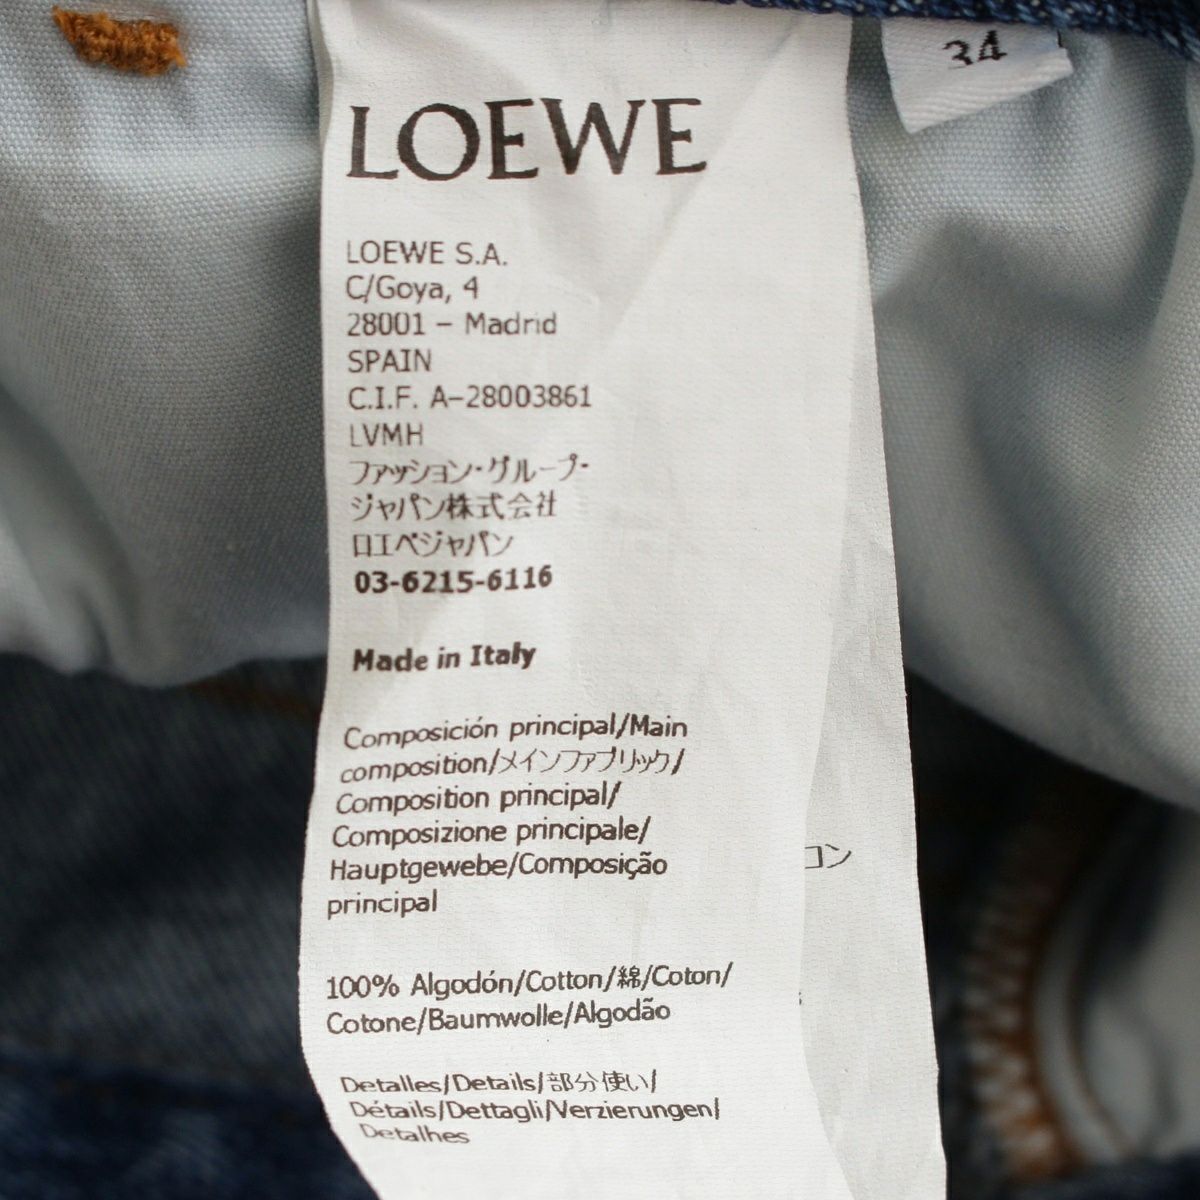 34
LOEWE
LOEWE S.A.
C/Goya, 4
28001 – Madrid
SPAIN
C.I.F. A–28003861
LVMH
ファッション・グループ・
ジャパン株式会社
ロエベジャパン
03-6215-6116
Made in Italy
Composición principal/Main
composition/メインファブリック/
Composition principal/
Composizione principale/
Hauptgewebe/Composição
principal
コン
100% Algodón/Cotton/綿/Coton/
Cotone/Baumwolle/Algodão
Detalles/Details/部分使い/
Détails/Dettagli/Verzierungen/
Detalhes